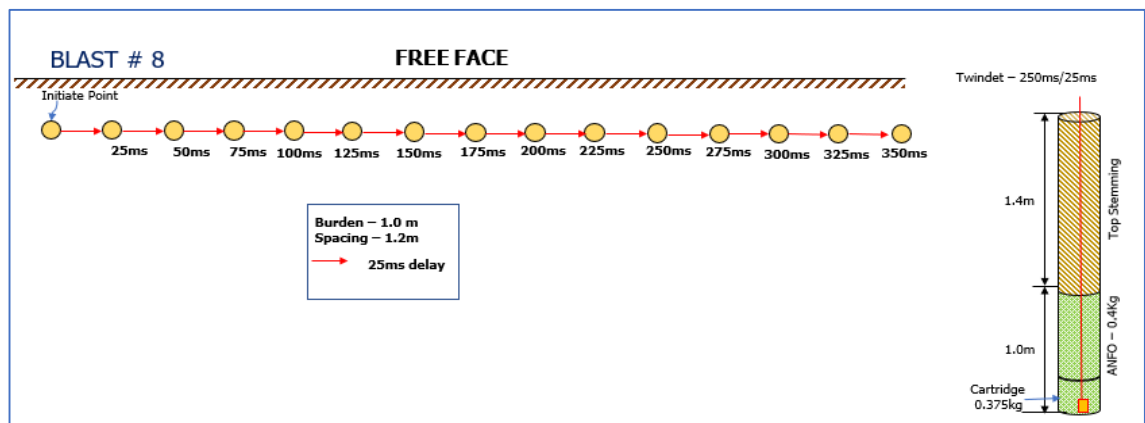 BLAST # 8
FREE FACE
Initiate Point
25ms
50ms
75ms
100ms
125ms
150ms
175ms
200ms
225ms
250ms
275ms
300ms
325ms
350ms
Burden – 1.0 m
Spacing – 1.2m
25ms delay
Twindet – 250ms/25ms
1.4m
Top Stemming
1.0m
ANFO – 0.4Kg
Cartridge
0.375kg